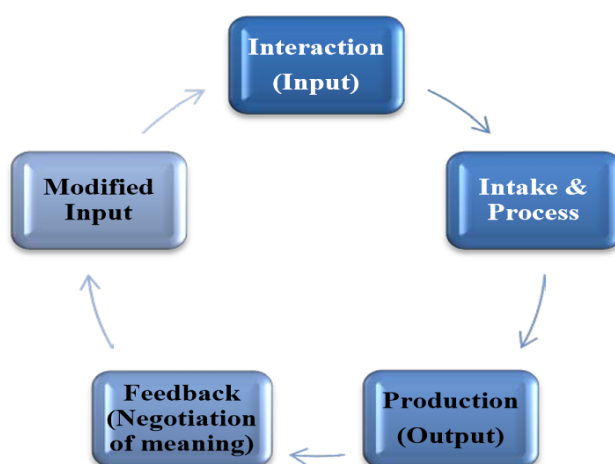 Interaction
(Input)
Intake &
Process
Production
(Output)
Feedback
(Negotiation
of meaning)
Modified
Input